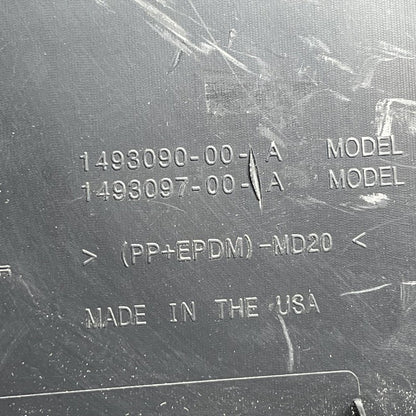 1493090-00-A MODEL
1493097-00-A MODEL
> (PP+EPDM)-MD20 <
MADE IN THE USA